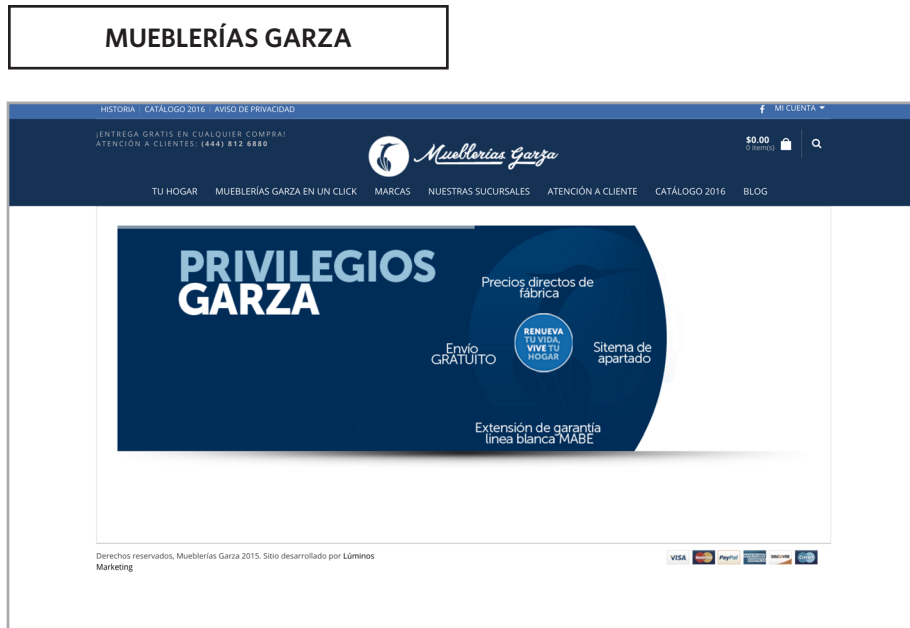 MUEBLERÍAS GARZA
HISTORIA CATÁLOGO 2016 AVISO DE PRIVACIDAD
MI CUENTA
¡ENTREGA GRATIS EN CUALQUIER COMPRA!
ATENCIÓN A CLIENTES: (444) 812 6880
Mueblerías Garza
$0.00
0 item(s)
TU HOGAR MUEBLERÍAS GARZA EN UN CLICK MARCAS NUESTRAS SUCURSALES ATENCIÓN A CLIENTE CATÁLOGO 2016 BLOG
PRIVILEGIOS
GARZA
Precios directos de
fábrica
RENUEVA
TU VIDA,
VIVE TU
HOGAR
Envío
GRATUITO
Sitema de
apartado
Extensión de garantía
linea blanca MABE
Derechos reservados, Mueblerías Garza 2015. Sitio desarrollado por Lúminos
Marketing
VISA PayPal DISCOVER